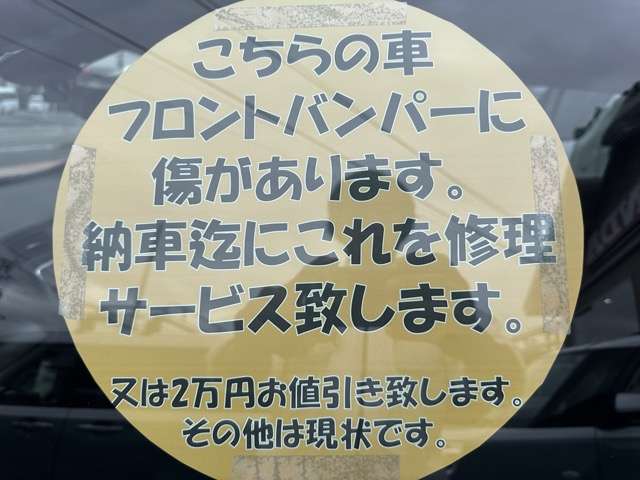 こちらの車
フロントバンパーに
傷があります。
納車迄にこれを修理
サービス致します。
又は2万円お値引き致します。
その他は現状です。